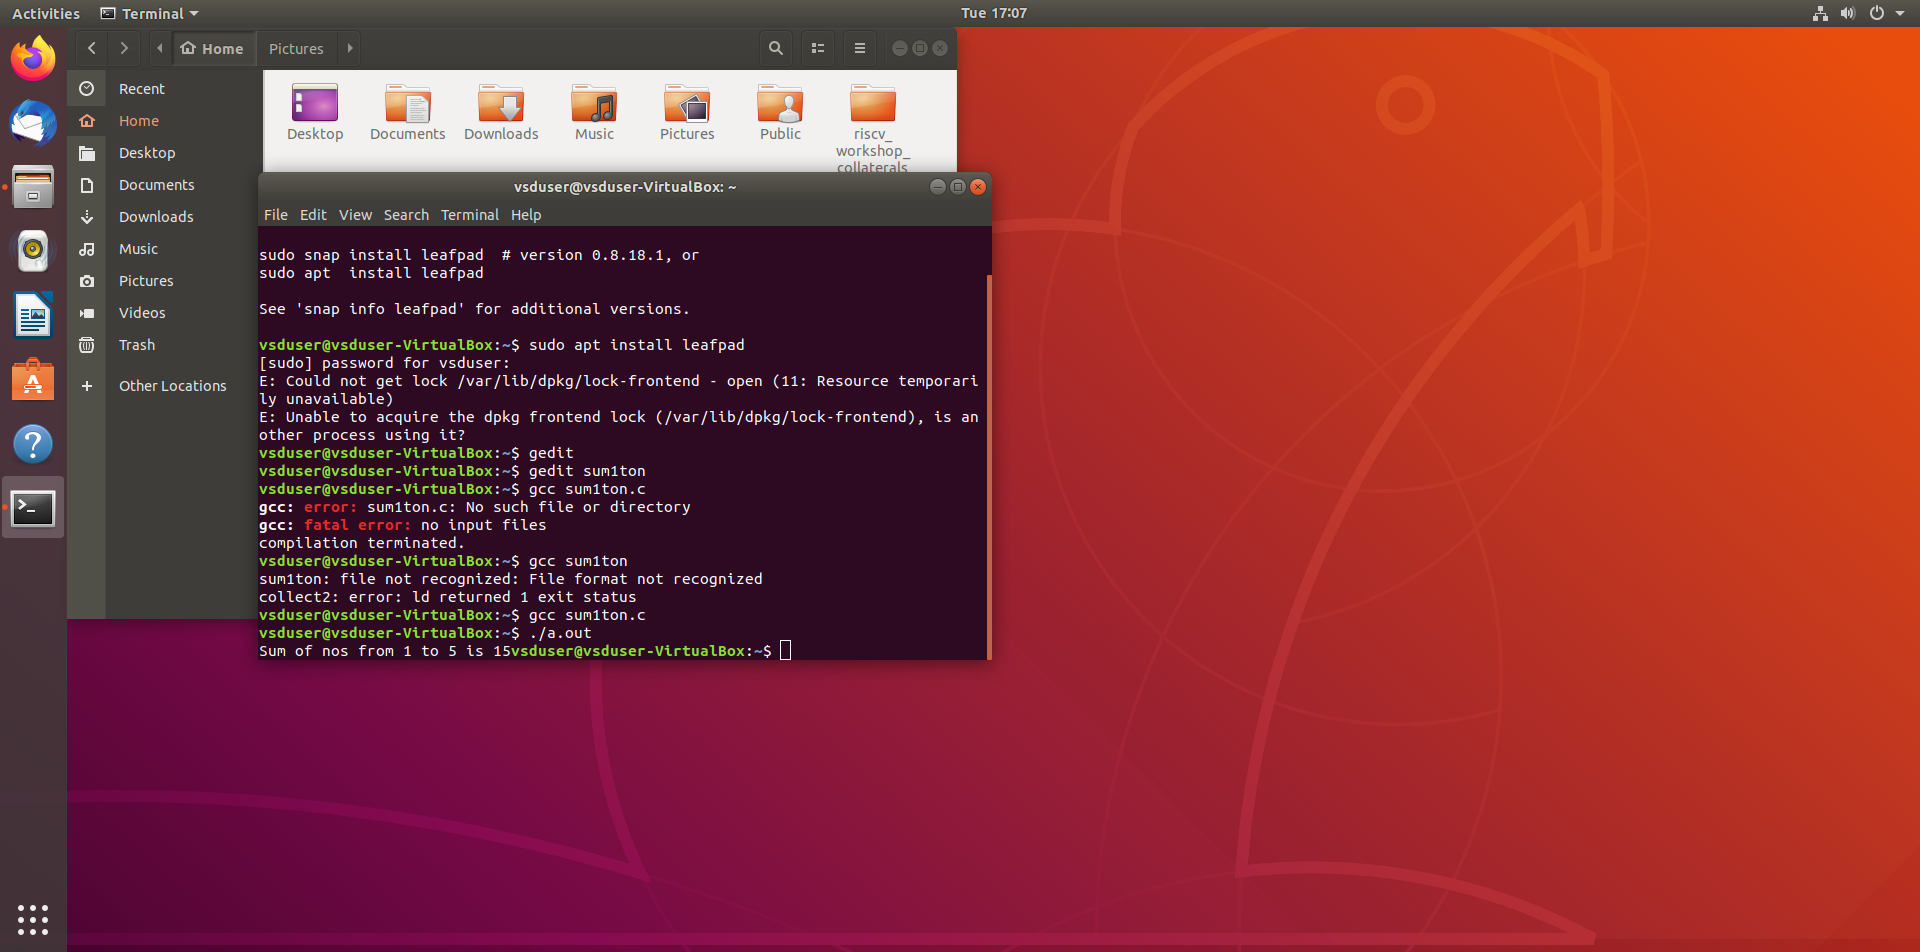 Activities Terminal Tue 17:07
Home Pictures
Recent
Home
Desktop
Documents
Downloads
Music
Pictures
Videos
Trash
Other Locations
Desktop Documents Downloads Music Pictures Public riscv_
workshop_
collaterals
vsduser@vsduser-VirtualBox: ~
File Edit View Search Terminal Help
sudo snap install leafpad  # version 0.8.18.1, or
sudo apt  install leafpad
See 'snap info leafpad' for additional versions.
vsduser@vsduser-VirtualBox:~$ sudo apt install leafpad
[sudo] password for vsduser:
E: Could not get lock /var/lib/dpkg/lock-frontend - open (11: Resource temporari
ly unavailable)
E: Unable to acquire the dpkg frontend lock (/var/lib/dpkg/lock-frontend), is an
other process using it?
vsduser@vsduser-VirtualBox:~$ gedit
vsduser@vsduser-VirtualBox:~$ gedit sum1ton
vsduser@vsduser-VirtualBox:~$ gcc sum1ton.c
gcc: error: sum1ton.c: No such file or directory
gcc: fatal error: no input files
compilation terminated.
vsduser@vsduser-VirtualBox:~$ gcc sum1ton
sum1ton: file not recognized: File format not recognized
collect2: error: ld returned 1 exit status
vsduser@vsduser-VirtualBox:~$ gcc sum1ton.c
vsduser@vsduser-VirtualBox:~$ ./a.out
Sum of nos from 1 to 5 is 15vsduser@vsduser-VirtualBox:~$